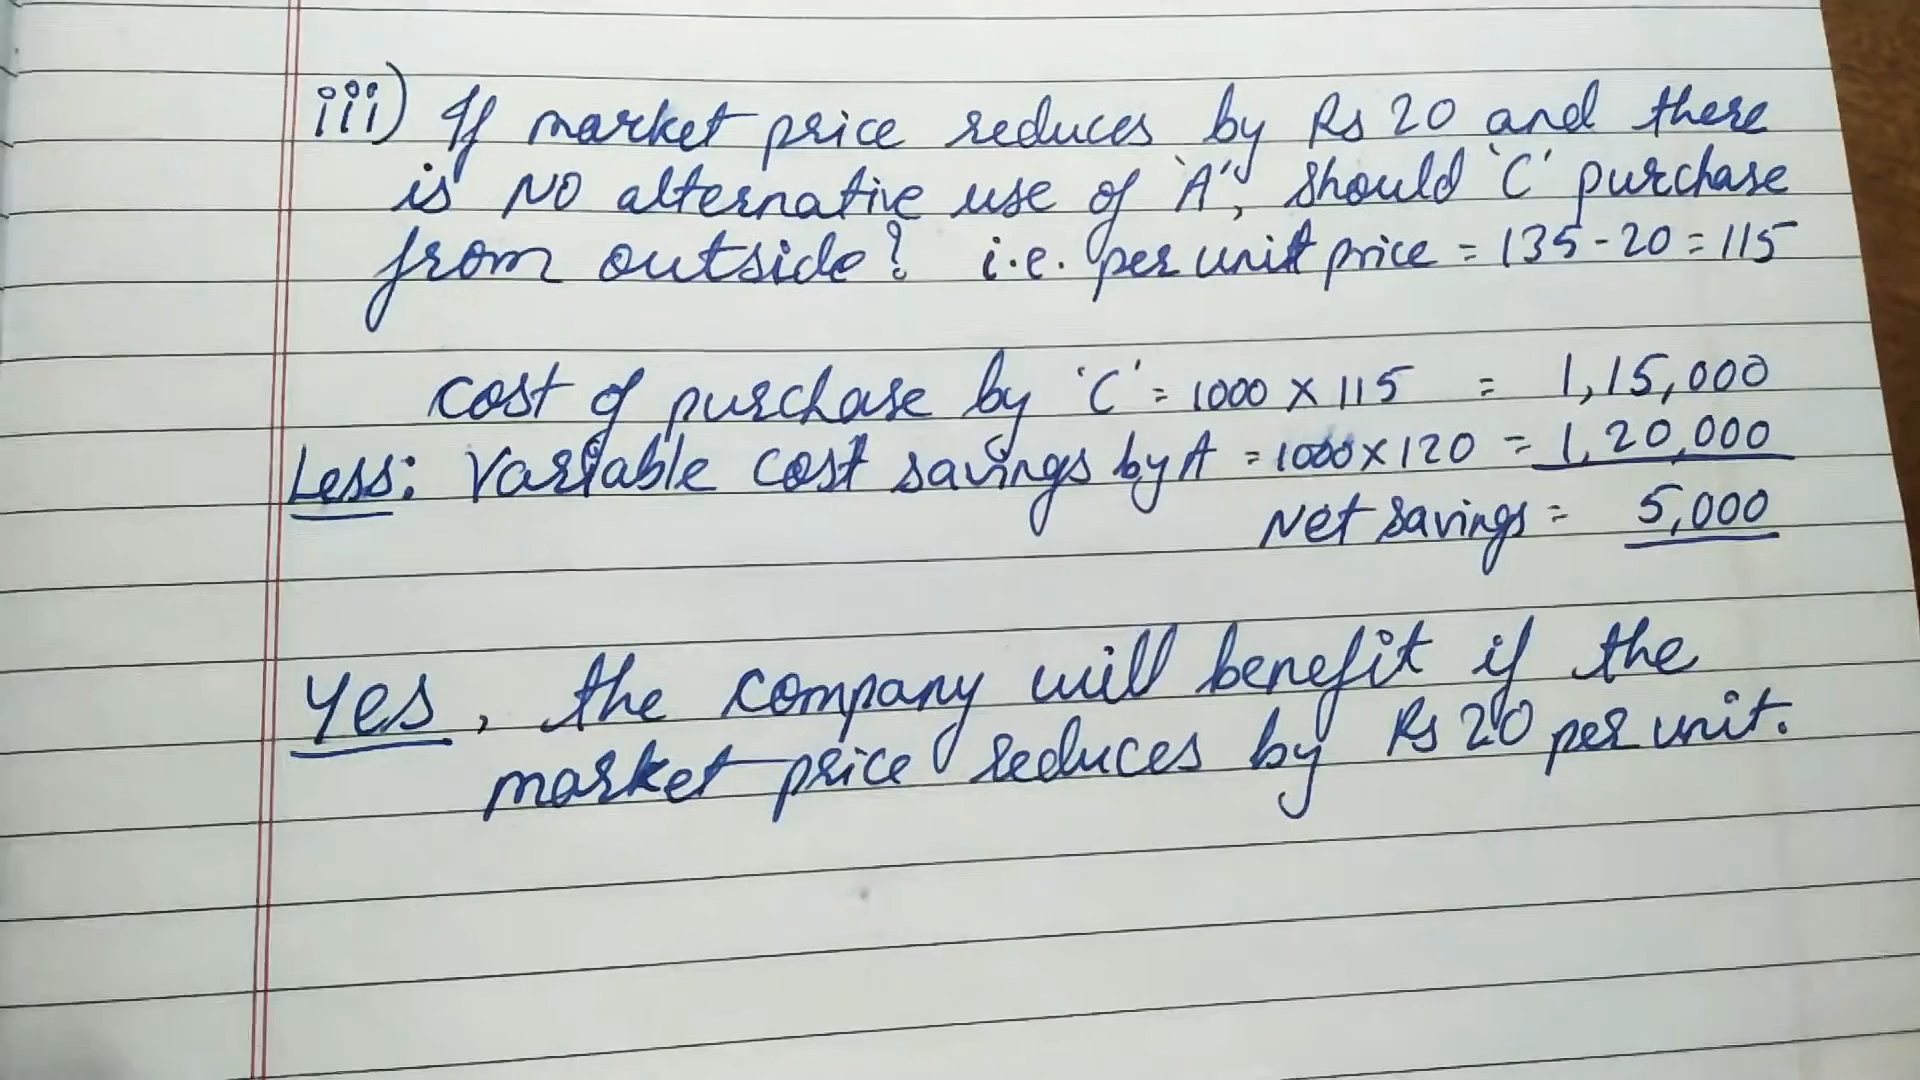 iii) If market price reduces by Rs 20 and there
is NO alternative use of 'A', should 'C' purchase
from outside? i.e. per unit price = 135 - 20 = 115
cost of purchase by 'C' = 1000 × 115 = 1,15,000
Less: Variable cost savings by A = 1000 × 120 = 1,20,000
Net savings = 5,000
Yes, the company will benefit if the
market price reduces by Rs 20 per unit.